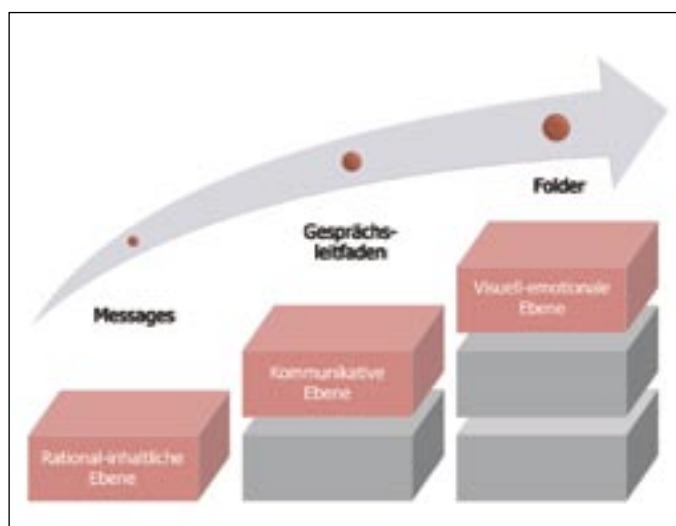 Folder
Gesprächs-
leitfaden
Messages
Visuell-emotionale
Ebene
Kommunikative
Ebene
Rational-inhaltliche
Ebene